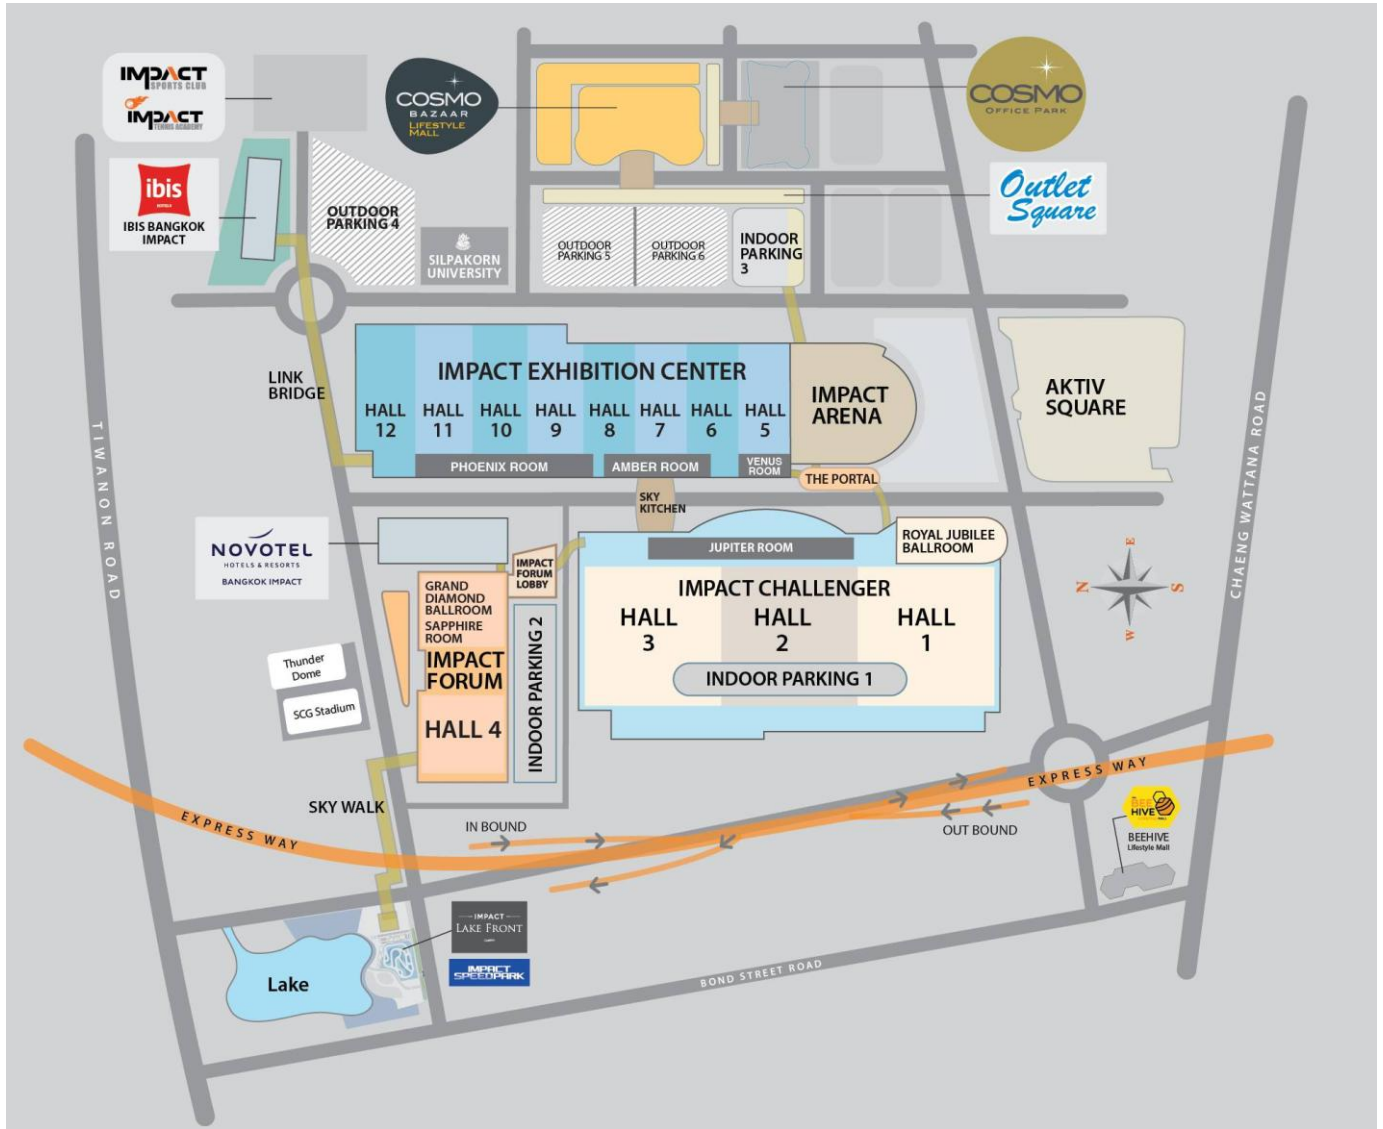 IMPACT
SPORTS CLUB
IMPACT
TENNIS ACADEMY
COSMO
BAZAAR
LIFESTYLE
MALL
COSMO
OFFICE PARK
ibis
HOTELS
IBIS BANGKOK
IMPACT
OUTDOOR
PARKING 4
SILPAKORN
UNIVERSITY
OUTDOOR
PARKING 5
OUTDOOR
PARKING 6
INDOOR
PARKING
3
Outlet
Square
LINK
BRIDGE
IMPACT EXHIBITION CENTER
HALL
12
HALL
11
HALL
10
HALL
9
HALL
8
HALL
7
HALL
6
HALL
5
PHOENIX ROOM
AMBER ROOM
VENUS
ROOM
IMPACT
ARENA
THE PORTAL
AKTIV
SQUARE
TIWANON ROAD
CHAENG WATTANA ROAD
SKY
KITCHEN
NOVOTEL
HOTELS & RESORTS
BANGKOK IMPACT
IMPACT
FORUM
LOBBY
GRAND
DIAMOND
BALLROOM
SAPPHIRE
ROOM
IMPACT
FORUM
HALL 4
INDOOR PARKING 2
JUPITER ROOM
ROYAL JUBILEE
BALLROOM
IMPACT CHALLENGER
HALL
3
HALL
2
HALL
1
INDOOR PARKING 1
E
N
S
W
Thunder
Dome
SCG Stadium
SKY WALK
EXPRESS WAY
IN BOUND
OUT BOUND
EXPRESS WAY
BEE
HIVE
BEEHIVE
Lifestyle Mall
IMPACT
LAKE FRONT
IMPACT
SPEEDPARK
Lake
BOND STREET ROAD